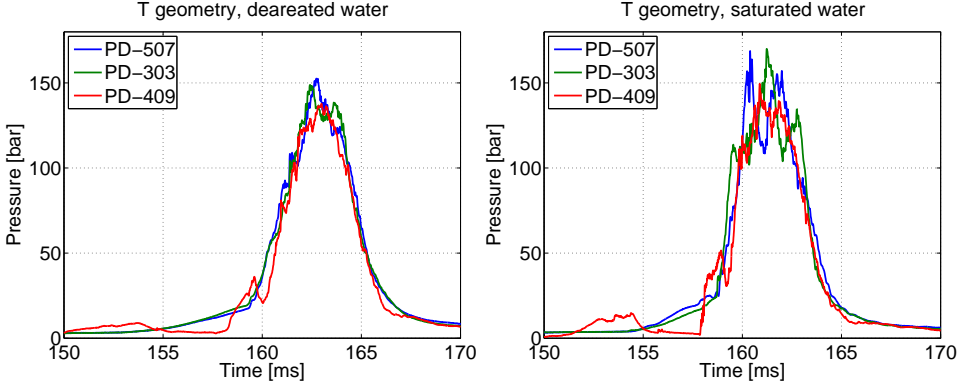 T geometry, deareated water
PD−507
PD−303
PD−409
150
100
50
0
Pressure [bar]
150 155 160 165 170
Time [ms]
T geometry, saturated water
PD−507
PD−303
PD−409
150
100
50
0
Pressure [bar]
150 155 160 165 170
Time [ms]